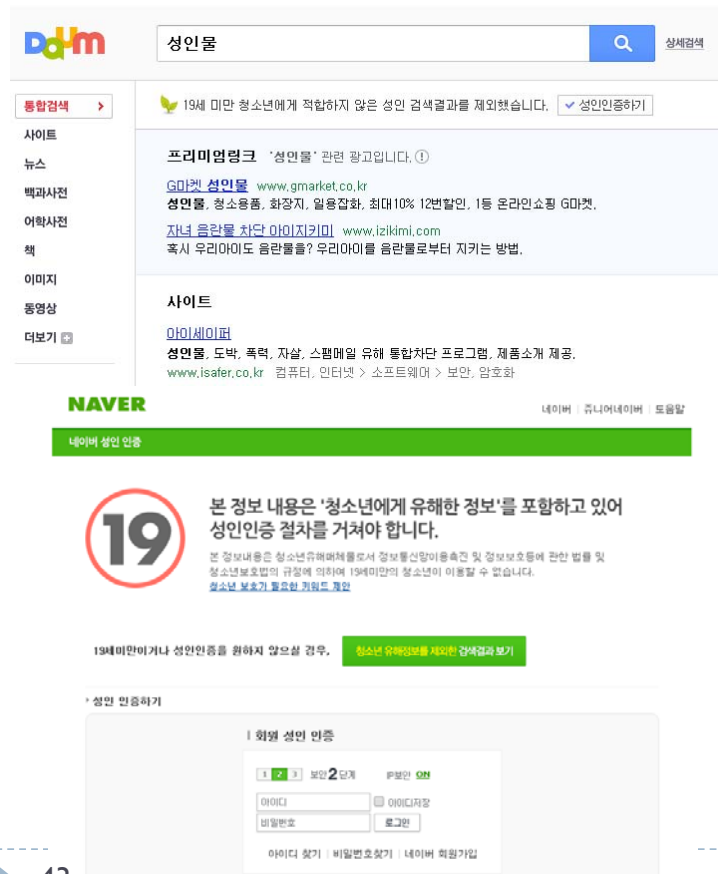 Daum
성인물
상세검색
통합검색
19세 미만 청소년에게 적합하지 않은 성인 검색결과를 제외했습니다. 성인인증하기
사이트
뉴스
백과사전
어학사전
책
이미지
동영상
더보기
프리미엄링크 '성인물' 관련 광고입니다.
G마켓 성인물 www.gmarket.co.kr
성인물, 청소용품, 화장지, 일용잡화, 최대10% 12번할인, 1등 온라인쇼핑 G마켓.
자녀 음란물 차단 아이지키미 www.izikimi.com
혹시 우리아이도 음란물을? 우리아이를 음란물로부터 지키는 방법.
사이트
아이세이퍼
성인물, 도박, 폭력, 자살, 스팸메일 유해 통합차단 프로그램, 제품소개 제공.
www.isafer.co.kr 컴퓨터, 인터넷 > 소프트웨어 > 보안, 암호화
NAVER
네이버 | 쥬니어네이버 | 도움말
네이버 성인 인증
19
본 정보 내용은 '청소년에게 유해한 정보'를 포함하고 있어
성인인증 절차를 거쳐야 합니다.
본 정보내용은 청소년유해매체물로서 정보통신망이용촉진 및 정보보호등에 관한 법률 및
청소년보호법의 규정에 의하여 19세미만의 청소년이 이용할 수 없습니다.
청소년 보호가 필요한 키워드 제안
19세미만이거나 성인인증을 원하지 않으실 경우, 청소년 유해정보를 제외한 검색결과 보기
성인 인증하기
회원 성인 인증
1 2 3 보안2단계 IP보안 ON
아이디 아이디저장
비밀번호 로그인
아이디 찾기 | 비밀번호찾기 | 네이버 회원가입